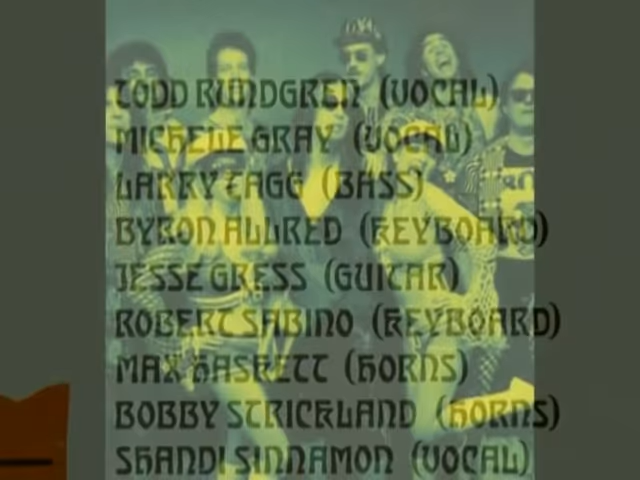 TODD RUNDGREN (VOCAL)
MICHELE GRAY (VOCAL)
LARRY TAGG (BASS)
BYRON ALLRED (KEYBOARD)
JESSE GRESS (GUITAR)
ROBERT SABINO (KEYBOARD)
MAX HASKETT (HORNS)
BOBBY STRICKLAND (HORNS)
SHANDI SINNAMON (VOCAL)